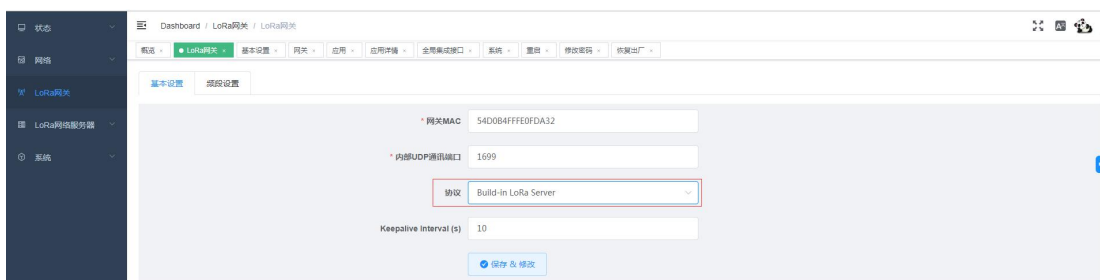 状态
网络
LoRa网关
LoRa网络服务器
系统
Dashboard / LoRa网关 / LoRa网关
概览 × LoRa网关 × 基本设置 × 网关 × 应用 × 应用详情 × 全局集成接口 × 系统 × 重启 × 修改密码 × 恢复出厂 ×
基本设置 频段设置
* 网关MAC 54D0B4FFFE0FDA32
* 内部UDP通讯端口 1699
协议 Build-in LoRa Server
Keepalive Interval (s) 10
保存 & 修改